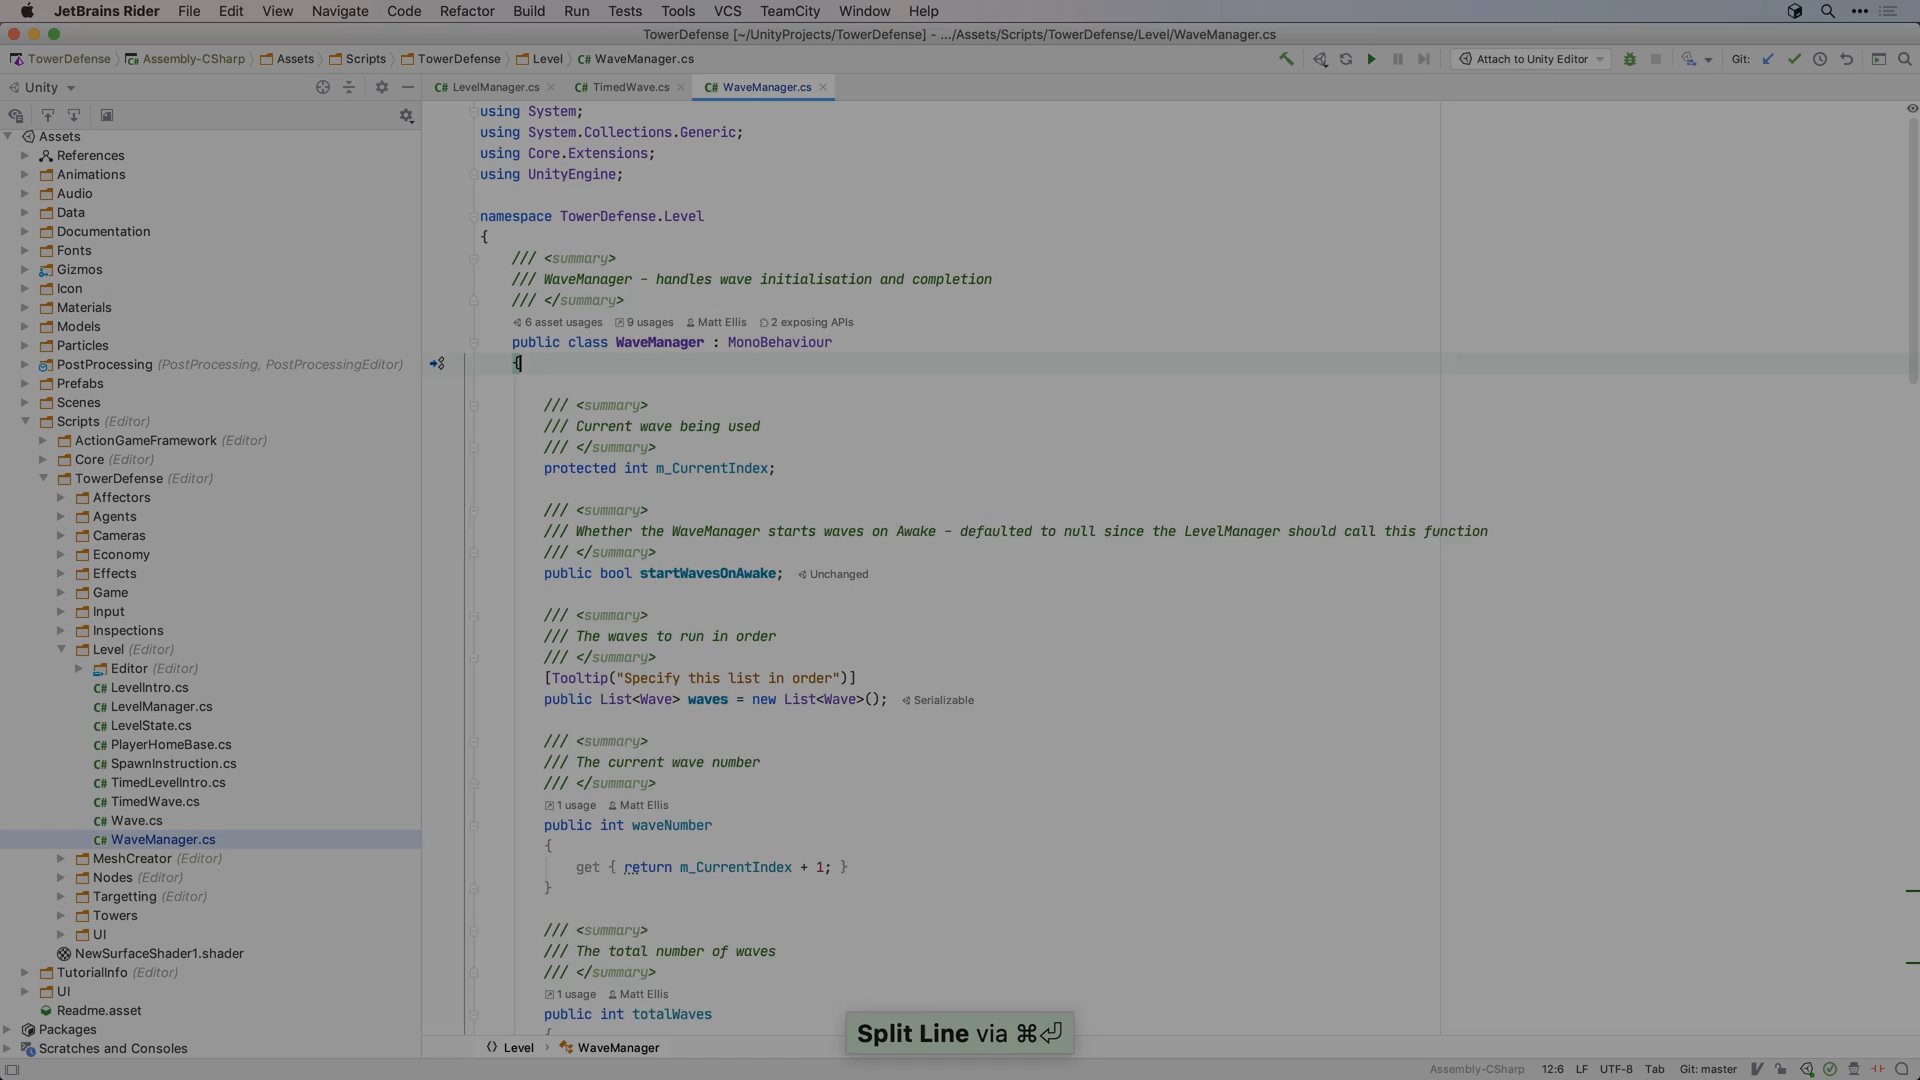 JetBrains Rider File Edit View Navigate Code Refactor Build Run Tests Tools VCS TeamCity Window Help
TowerDefense [~/UnityProjects/TowerDefense] - .../Assets/Scripts/TowerDefense/Level/WaveManager.cs
TowerDefense Assembly-CSharp Assets Scripts TowerDefense Level C# WaveManager.cs Attach to Unity Editor Git:
Unity
C# LevelManager.cs C# TimedWave.cs C# WaveManager.cs
Assets
References
Animations
Audio
Data
Documentation
Fonts
Gizmos
Icon
Materials
Models
Particles
PostProcessing (PostProcessing, PostProcessingEditor)
Prefabs
Scenes
Scripts (Editor)
ActionGameFramework (Editor)
Core (Editor)
TowerDefense (Editor)
Affectors
Agents
Cameras
Economy
Effects
Game
Input
Inspections
Level (Editor)
Editor (Editor)
C# LevelIntro.cs
C# LevelManager.cs
C# LevelState.cs
C# PlayerHomeBase.cs
C# SpawnInstruction.cs
C# TimedLevelIntro.cs
C# TimedWave.cs
C# Wave.cs
C# WaveManager.cs
MeshCreator (Editor)
Nodes (Editor)
Targetting (Editor)
Towers
UI
NewSurfaceShader1.shader
TutorialInfo (Editor)
UI
Readme.asset
Packages
Scratches and Consoles
using System;
using System.Collections.Generic;
using Core.Extensions;
using UnityEngine;
namespace TowerDefense.Level
{
/// <summary>
/// WaveManager - handles wave initialisation and completion
/// </summary>
6 asset usages 9 usages Matt Ellis 2 exposing APIs
public class WaveManager : MonoBehaviour
{
/// <summary>
/// Current wave being used
/// </summary>
protected int m_CurrentIndex;
/// <summary>
/// Whether the WaveManager starts waves on Awake - defaulted to null since the LevelManager should call this function
/// </summary>
public bool startWavesOnAwake; Unchanged
/// <summary>
/// The waves to run in order
/// </summary>
[Tooltip("Specify this list in order")]
public List<Wave> waves = new List<Wave>(); Serializable
/// <summary>
/// The current wave number
/// </summary>
1 usage Matt Ellis
public int waveNumber
{
get { return m_CurrentIndex + 1; }
}
/// <summary>
/// The total number of waves
/// </summary>
1 usage Matt Ellis
public int totalWaves
{
Split Line via ⌘⏎
{} Level › WaveManager
Assembly-CSharp 12:6 LF UTF-8 Tab Git: master